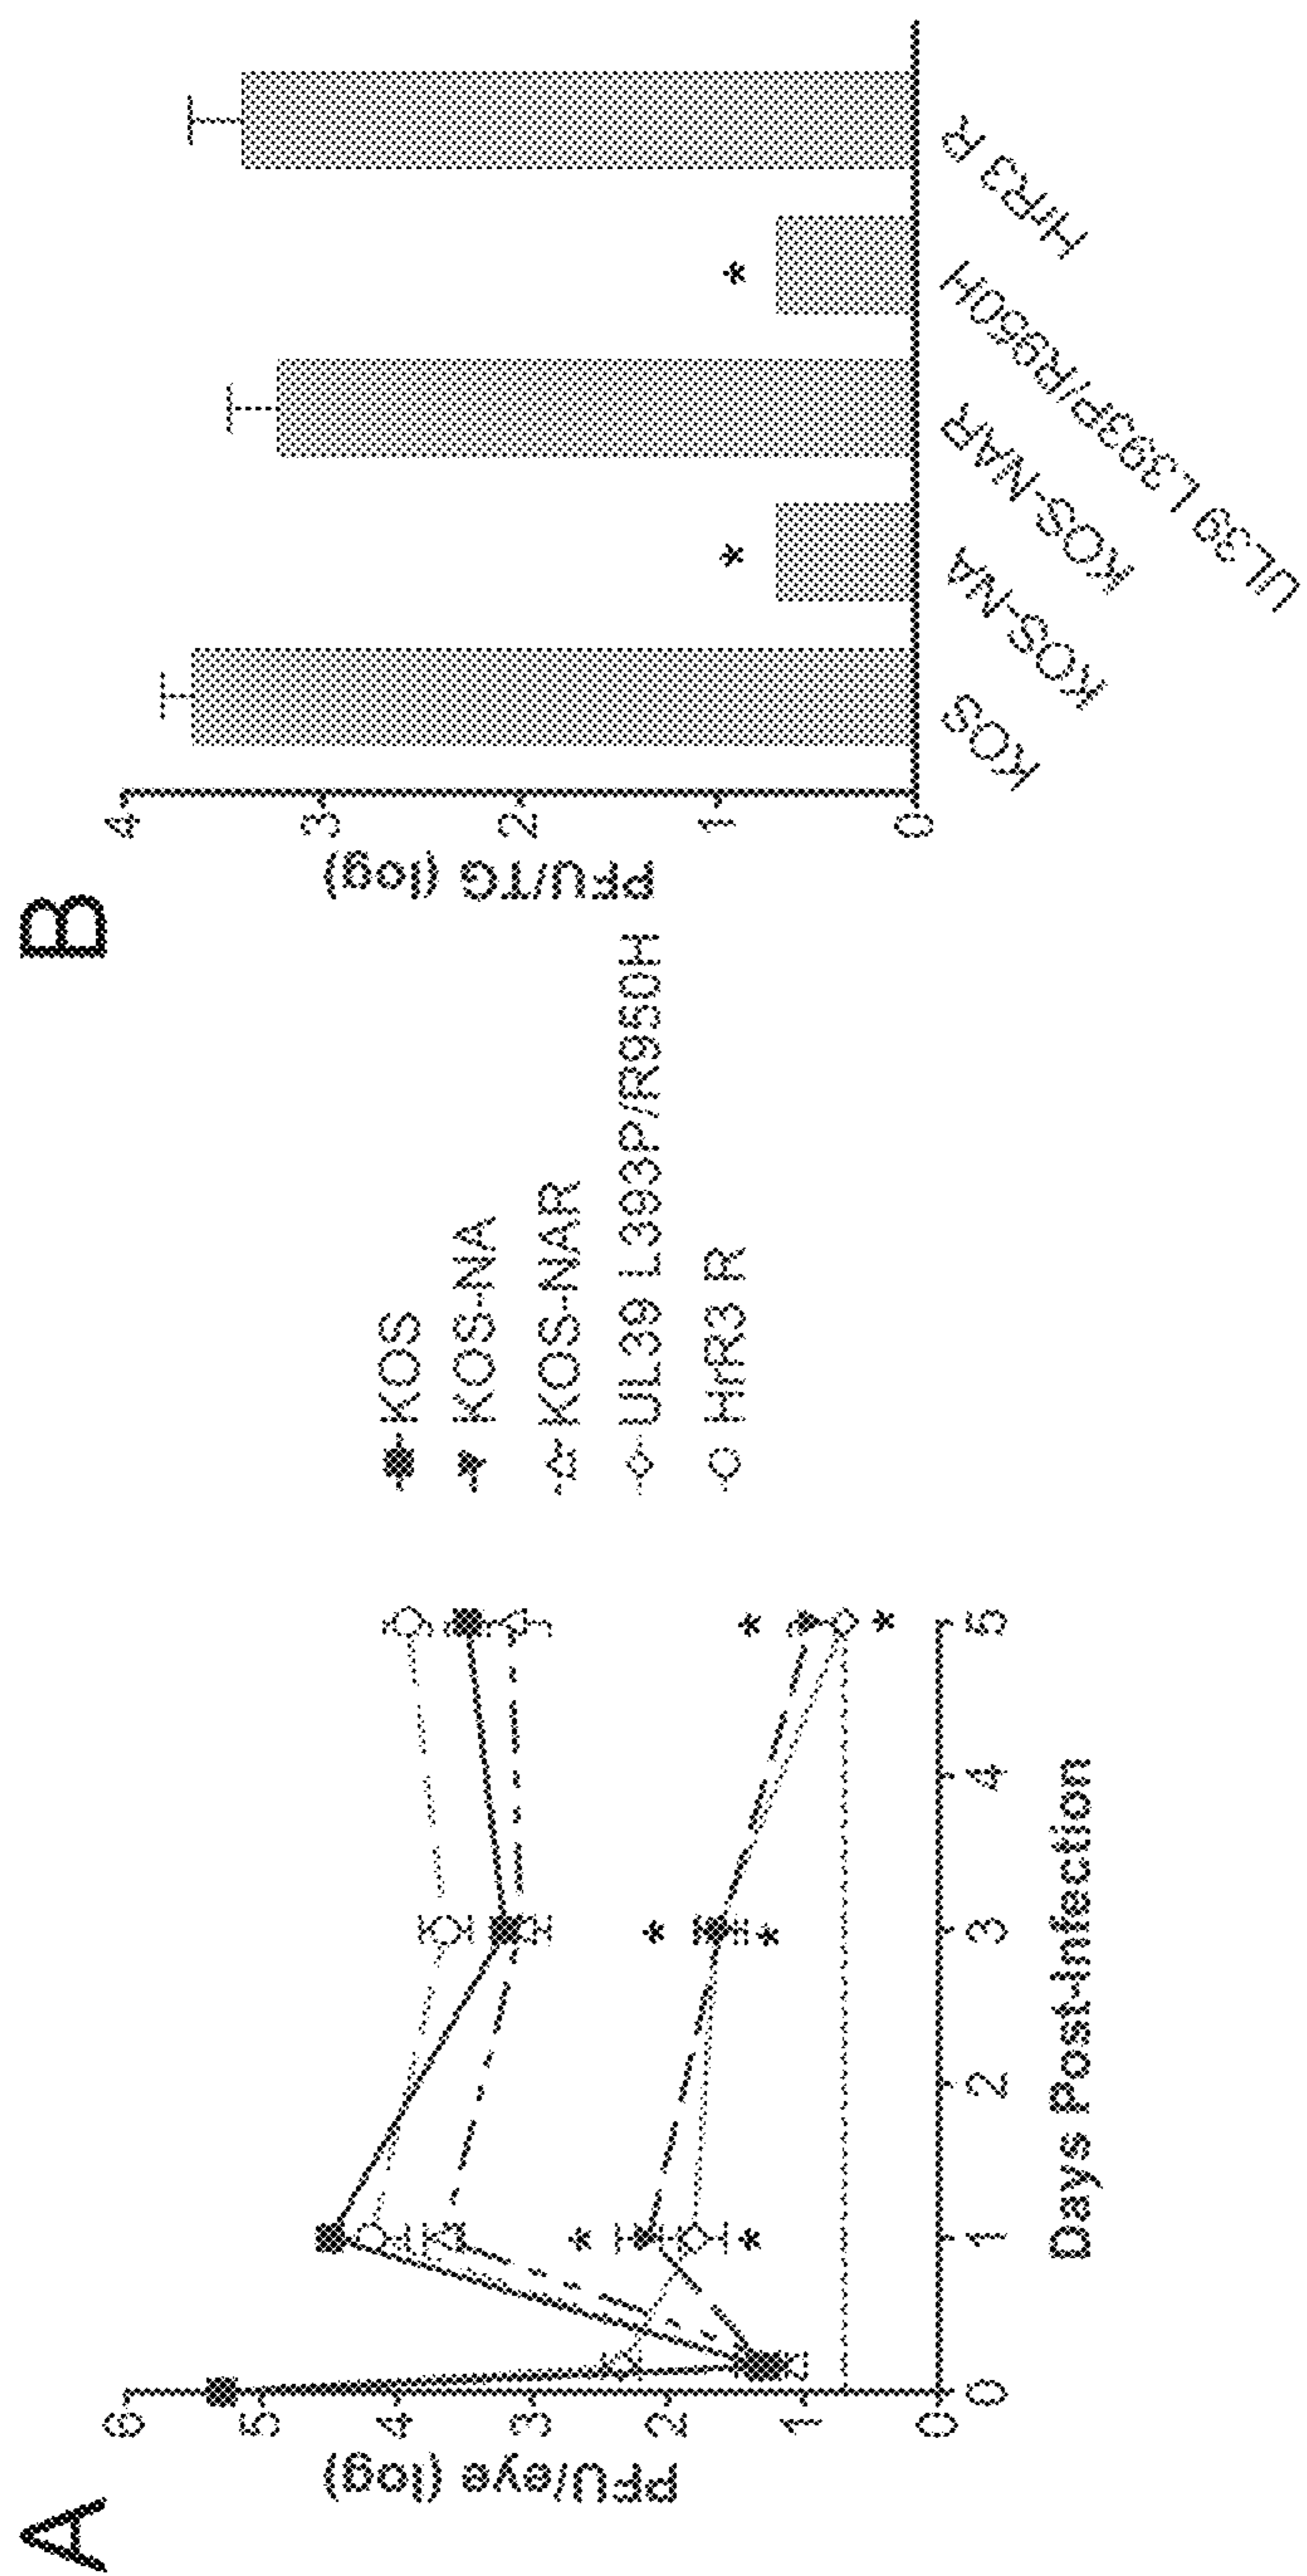 A
PFU/eye (log)
6
5
4
3
2
1
0
0
1
2
3
4
5
Days Post-Infection
*
*
*
*
*
*
KOS
KOS-NA
KOS-NAR
UL39 L393P/R950H
HrR3 R
B
PFU/TG (log)
4
3
2
1
0
*
*
KOS
KOS-NA
KOS-NAR
UL39 L393P/R950H
HrR3 R